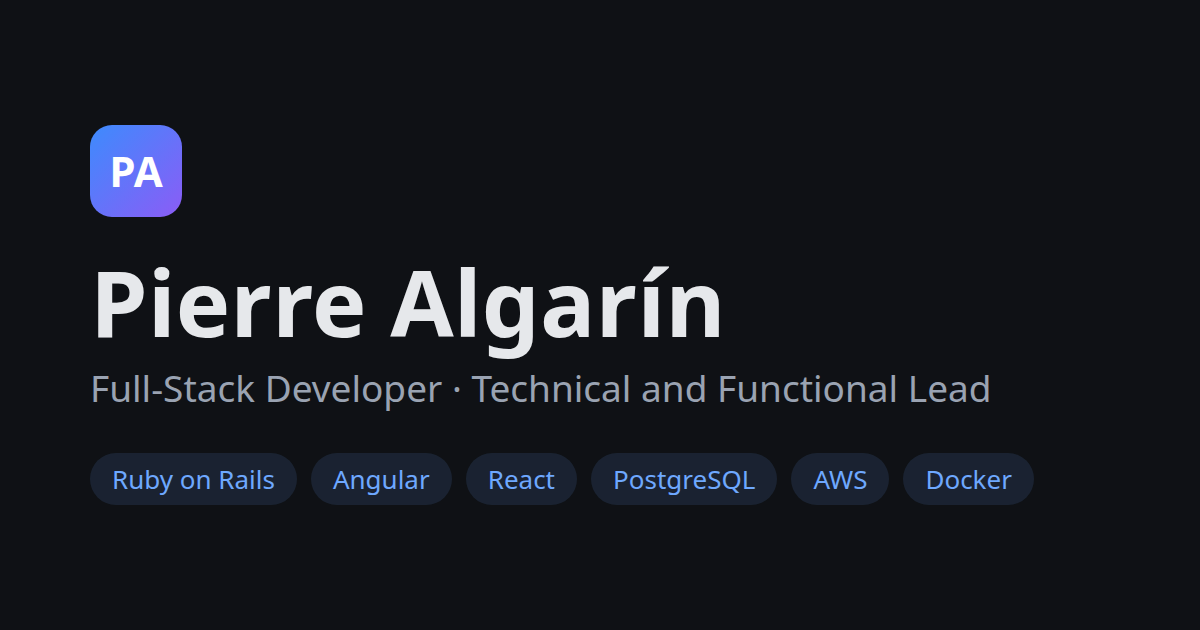 PA
Pierre Algarín
Full-Stack Developer · Technical and Functional Lead
Ruby on Rails Angular React PostgreSQL AWS Docker